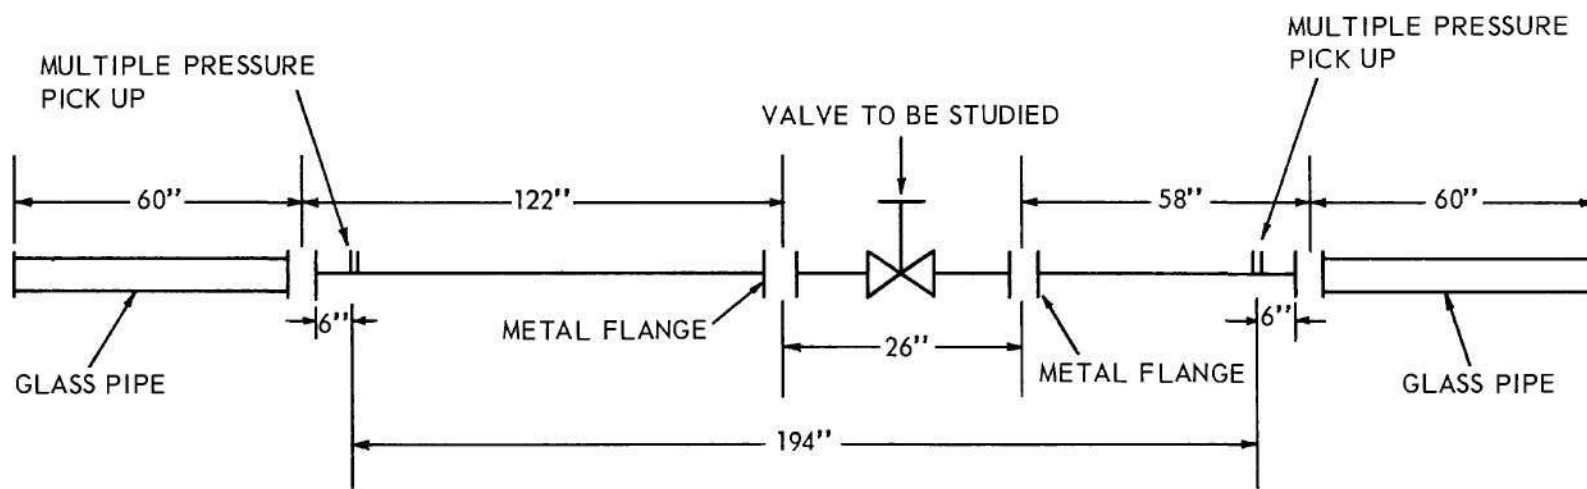 MULTIPLE PRESSURE
PICK UP
MULTIPLE PRESSURE
PICK UP
VALVE TO BE STUDIED
60"
122"
58"
60"
6"
METAL FLANGE
26"
6"
GLASS PIPE
METAL FLANGE
GLASS PIPE
194"